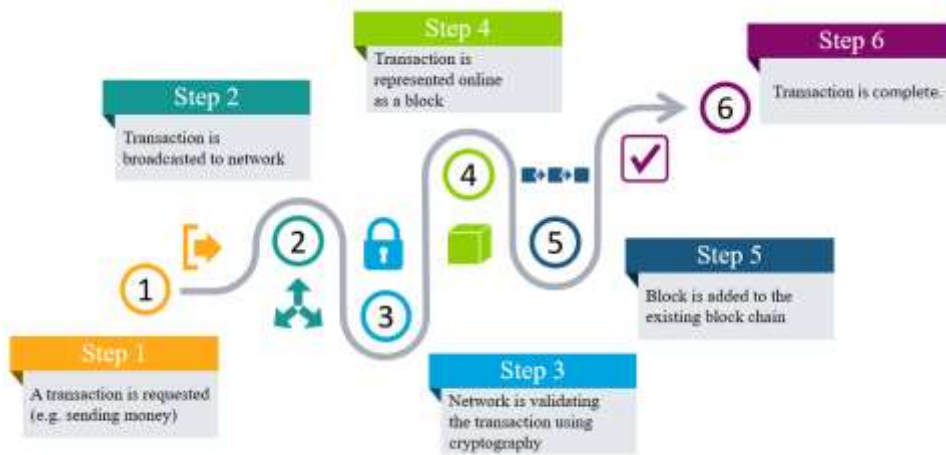 Step 1
A transaction is requested
(e.g. sending money)
1
Step 2
Transaction is
broadcasted to network
2
Step 3
Network is validating
the transaction using
cryptography
3
Step 4
Transaction is
represented online
as a block
4
Step 5
Block is added to the
existing block chain
5
Step 6
Transaction is complete.
6